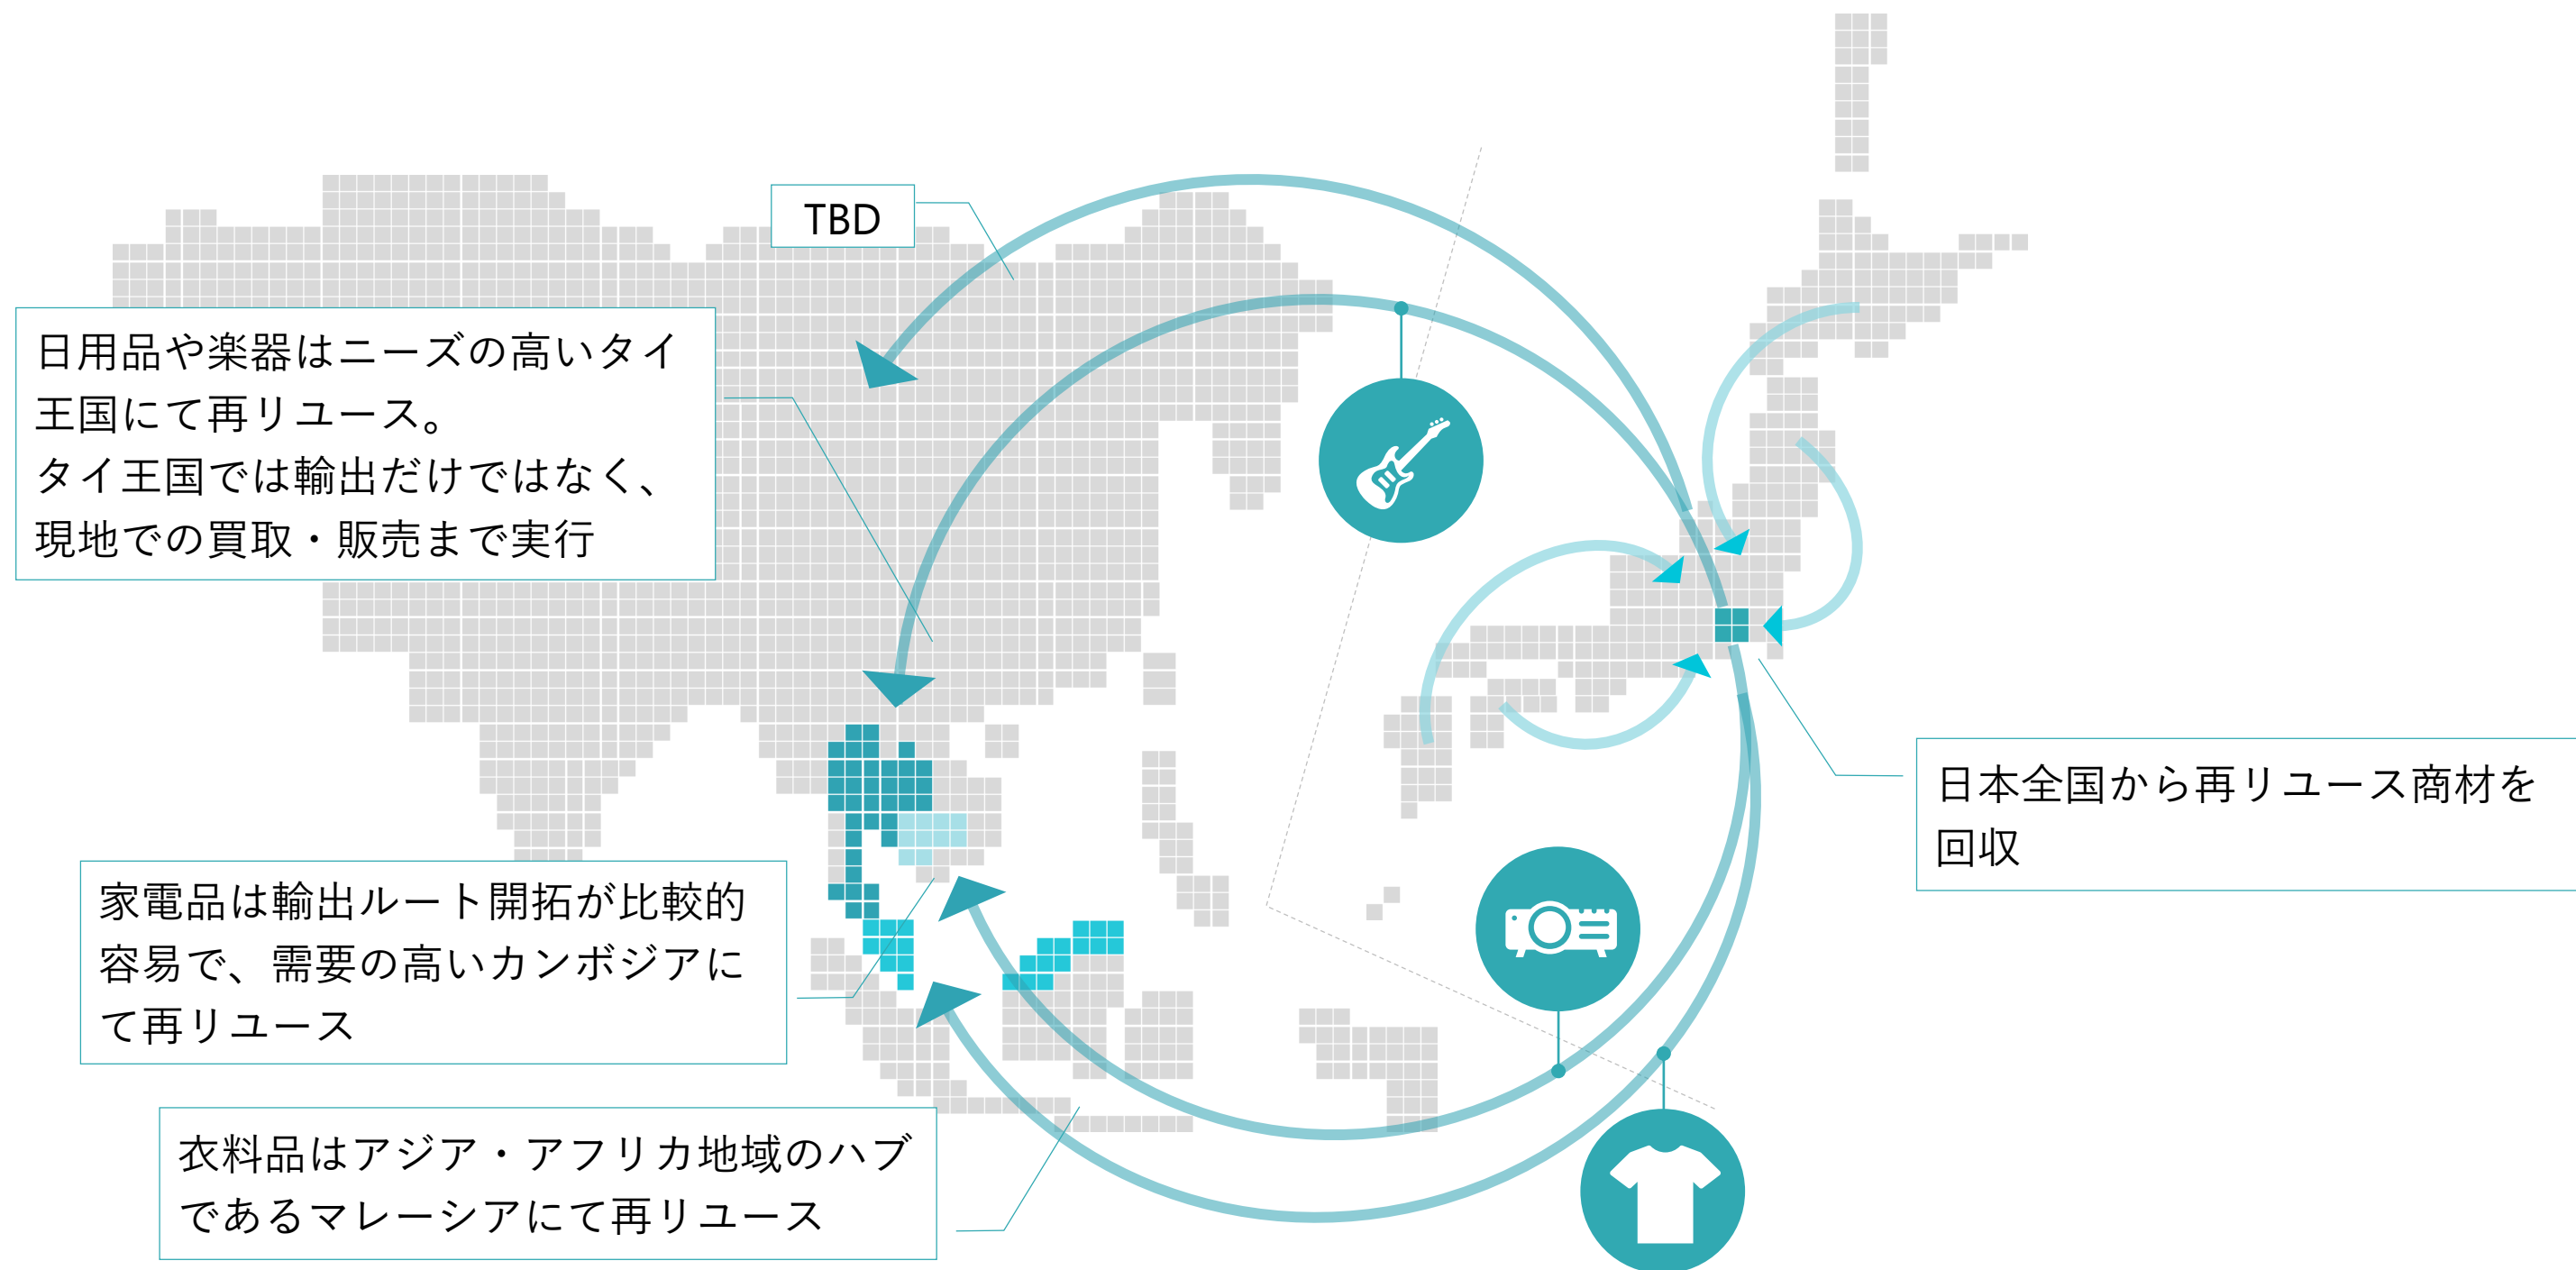 TBD
日用品や楽器はニーズの高いタイ
王国にて再リユース。
タイ王国では輸出だけではなく、
現地での買取・販売まで実行
日本全国から再リユース商材を
回収
家電品は輸出ルート開拓が比較的
容易で、需要の高いカンボジアに
て再リユース
衣料品はアジア・アフリカ地域のハブ
であるマレーシアにて再リユース